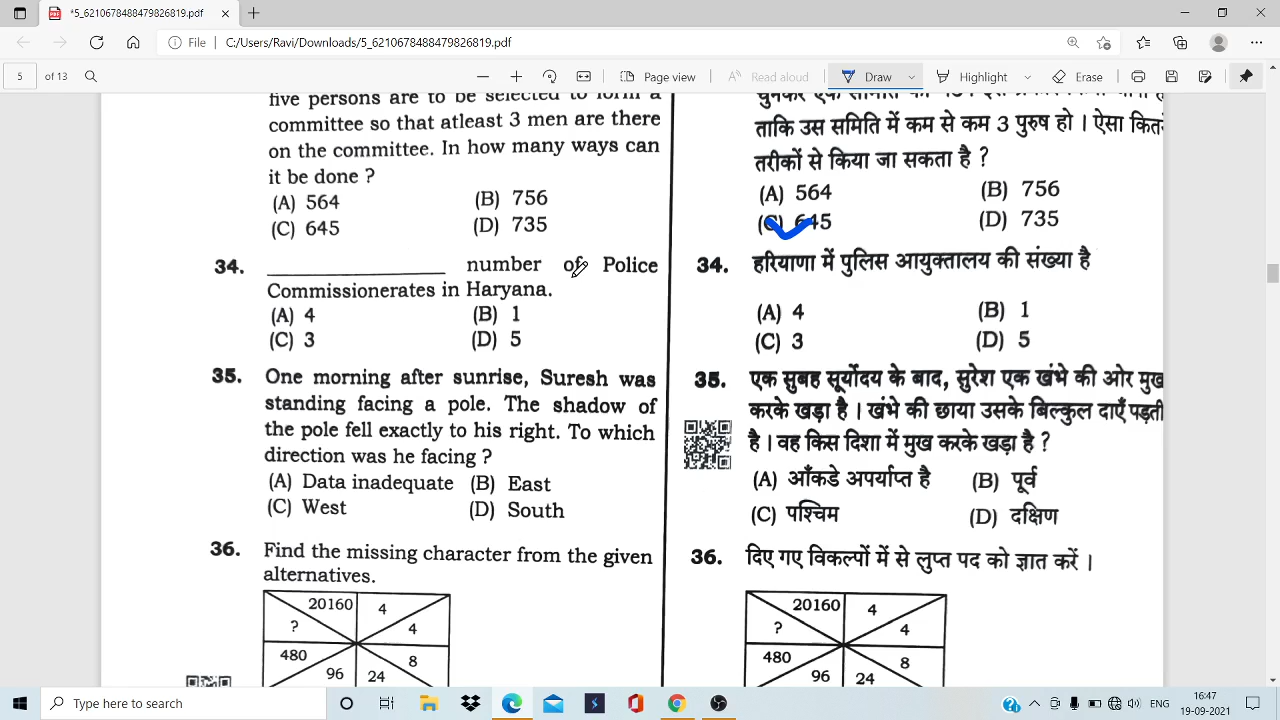 *5_6210678488479826819.pdf
File C:/Users/Ravi/Downloads/5_6210678488479826819.pdf
5 of 13 Page view Read aloud Draw Highlight Erase
five persons are to be selected to form a
committee so that atleast 3 men are there
on the committee. In how many ways can
it be done ?
(A) 564 (B) 756
(C) 645 (D) 735
34. ____________ number of Police
Commissionerates in Haryana.
(A) 4 (B) 1
(C) 3 (D) 5
35. One morning after sunrise, Suresh was
standing facing a pole. The shadow of
the pole fell exactly to his right. To which
direction was he facing ?
(A) Data inadequate (B) East
(C) West (D) South
36. Find the missing character from the given
alternatives.
20160 4
? 4
480 8
96 24
ताकि उस समिति में कम से कम 3 पुरुष हो । ऐसा
तरीकों से किया जा सकता है ?
(A) 564 (B) 756
(C) 645 (D) 735
34. हरियाणा में पुलिस आयुक्तालय की संख्या है
(A) 4 (B) 1
(C) 3 (D) 5
35. एक सुबह सूर्योदय के बाद, सुरेश एक खंभे की ओर मुख
करके खड़ा है । खंभे की छाया उसके बिल्कुल दाएँ पड़ती
है । वह किस दिशा में मुख करके खड़ा है ?
(A) आँकडे अपर्याप्त है (B) पूर्व
(C) पश्चिम (D) दक्षिण
36. दिए गए विकल्पों में से लुप्त पद को ज्ञात करें ।
20160 4
? 4
480 8
96 24
Type here to search
ENG
16:47
19-09-2021